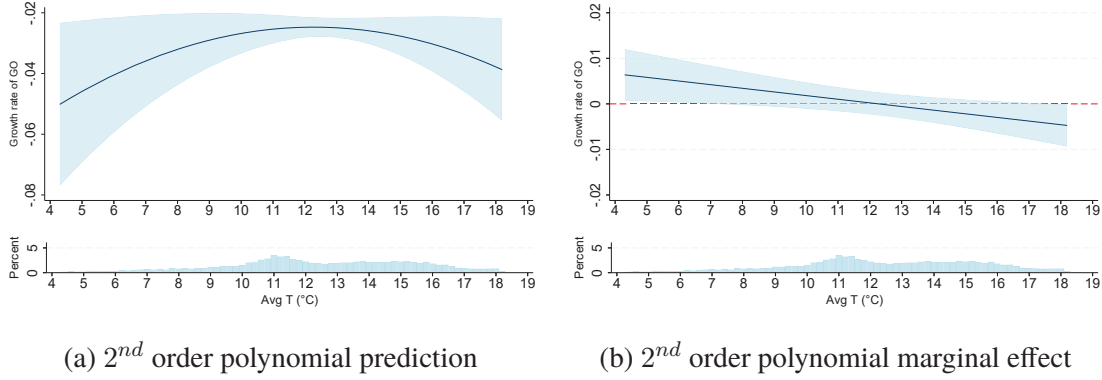 -.02
-.04
-.06
-.08
Growth rate of GO
4 5 6 7 8 9 10 11 12 13 14 15 16 17 18 19
5
0
Percent
4 5 6 7 8 9 10 11 12 13 14 15 16 17 18 19
Avg T (°C)
(a) 2nd order polynomial prediction
.02
.01
0
-.01
-.02
Growth rate of GO
4 5 6 7 8 9 10 11 12 13 14 15 16 17 18 19
5
0
Percent
4 5 6 7 8 9 10 11 12 13 14 15 16 17 18 19
Avg T (°C)
(b) 2nd order polynomial marginal effect